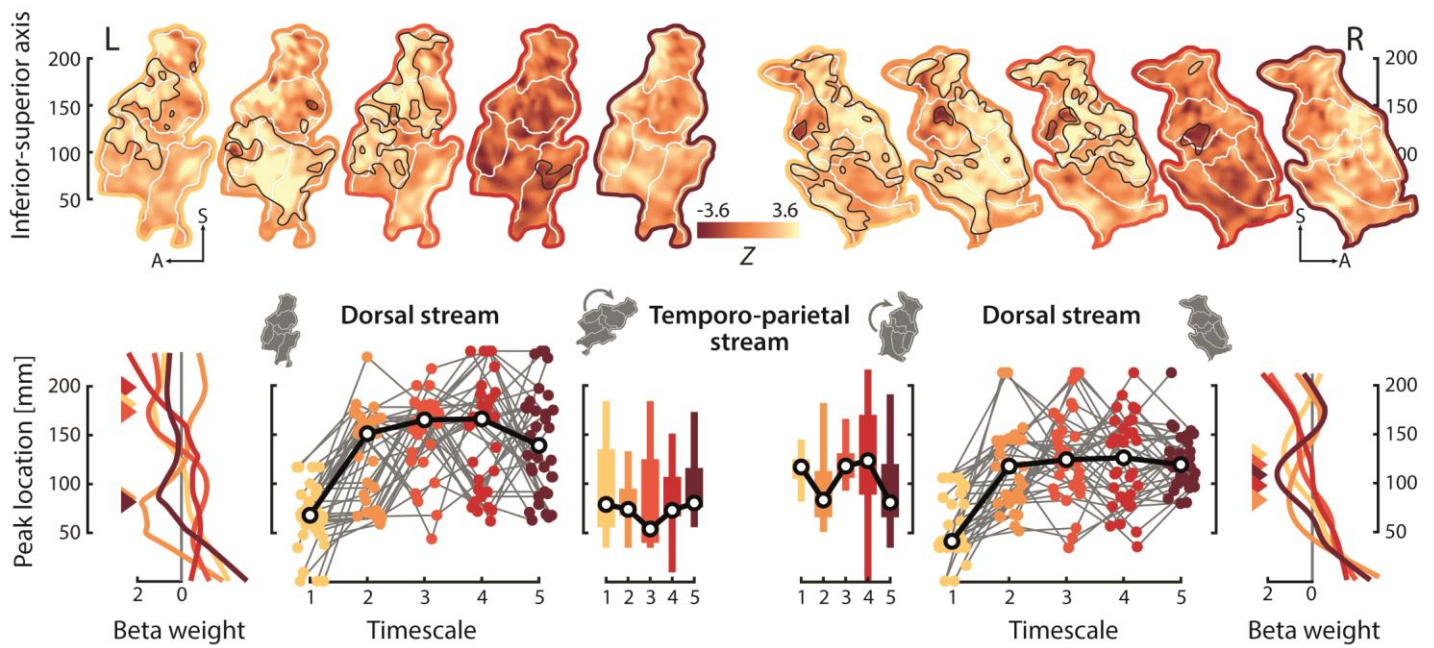 Inferior-superior axis
L
R
200
150
100
50
200
150
00
S
A
-3.6 3.6
Z
S
A
Dorsal stream
Temporo-parietal
stream
Dorsal stream
Peak location [mm]
200
150
100
50
200
150
100
50
2 0
1 2 3 4 5
1 2 3 4 5
1 2 3 4 5
1 2 3 4 5
2 0
Beta weight
Timescale
Timescale
Beta weight